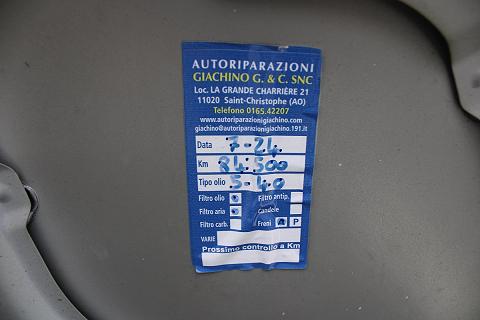 AUTORIPARAZIONI
GIACHINO G. & C. SNC
Loc. LA GRANDE CHARRIÈRE 21
11020 Saint-Christophe (AO)
Telefono 0165.42207
www.autoriparazionigiachino.com
giachino@autoriparazionigiachino.191.it
Data 7-24
Km 84.500
Tipo olio 5-40
Filtro olio Filtro antip.
Filtro aria Candele
Filtro carb. Freni A P
VARIE
Prossimo controllo a Km